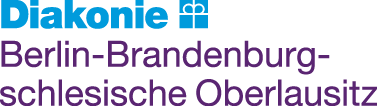 Diakonie
Berlin-Brandenburg-
schlesische Oberlausitz